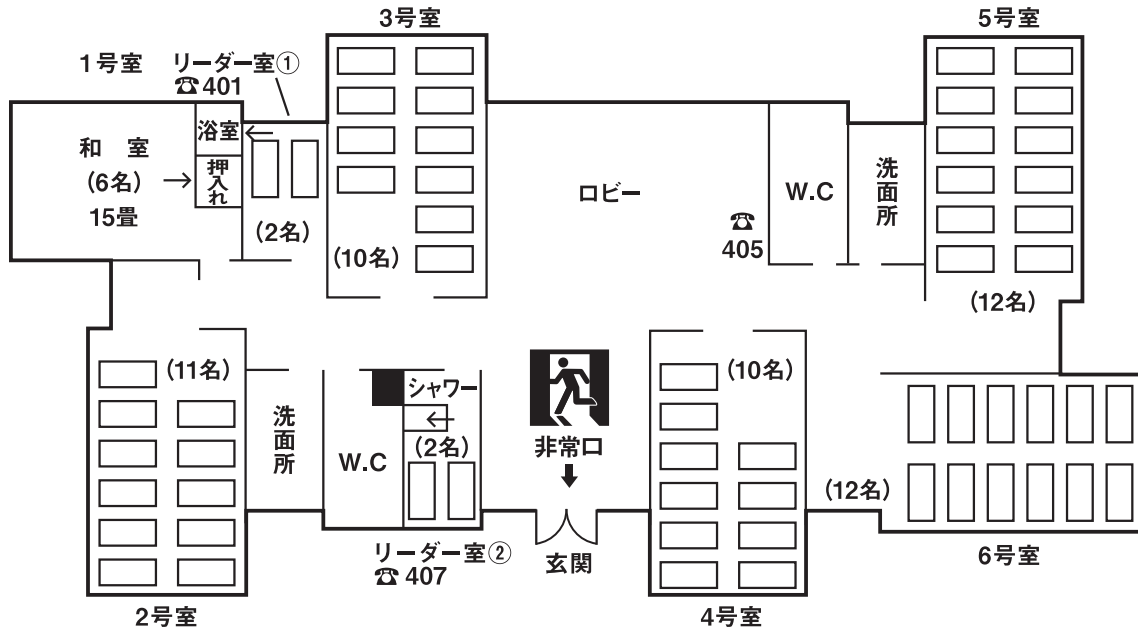 3号室
5号室
1号室
リーダー室①
☎401
浴室
和 室
(6名)
15畳
押入れ
(2名)
(10名)
ロビー
☎
405
W.C
洗面所
(12名)
(11名)
洗面所
W.C
シャワー
(2名)
非常口
(10名)
(12名)
リーダー室②
☎407
玄関
6号室
2号室
4号室